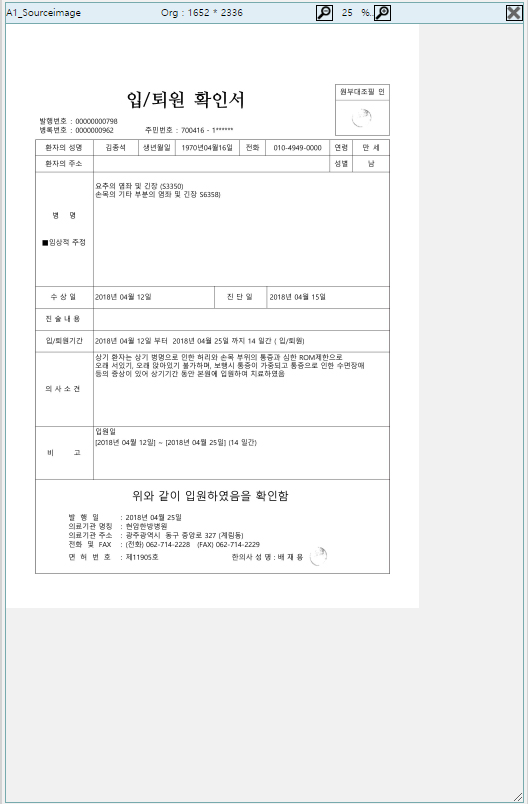 A1_Sourceimage Org : 1652 * 2336 25 %.
입/퇴원 확인서
원부대조필 인
발행번호 : 00000000798
병록번호 : 0000000962 주민번호 : 700416 - 1******
환자의 성명 김종석 생년월일 1970년04월16일 전화 010-4949-0000 연령 만 세
환자의 주소 성별 남
병 명
■임상적 추정
요추의 염좌 및 긴장 (S3350)
손목의 기타 부분의 염좌 및 긴장 S6358)
수 상 일 2018년 04월 12일 진 단 일 2018년 04월 15일
진 술 내 용
입/퇴원기간 2018년 04월 12일 부터 2018년 04월 25일 까지 14 일간 ( 입/퇴원)
의 사 소 견
상기 환자는 상기 병명으로 인한 허리와 손목 부위의 통증과 심한 ROM제한으로
오래 서있기, 오래 앉아있기 불가하며, 보행시 통증이 가중되고 통증으로 인한 수면장애
등의 증상이 있어 상기기간 동안 본원에 입원하여 치료하였음
비 고
입원일
[2018년 04월 12일] ~ [2018년 04월 25일] (14 일간)
위와 같이 입원하였음을 확인함
발 행 일 : 2018년 04월 25일
의료기관 명칭 : 현암한방병원
의료기관 주소 : 광주광역시 동구 중앙로 327 (계림동)
전화 및 FAX : (전화) 062-714-2228 (FAX) 062-714-2229
면 허 번 호 : 제11905호 한의사 성 명 : 배 재 용